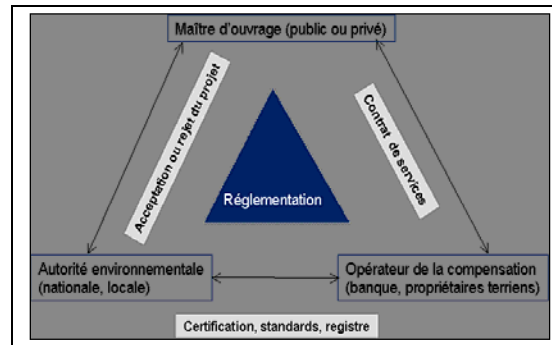 Maître d'ouvrage (public ou privé)
Acceptation ou rejet du projet
Contrat de services
Réglementation
Autorité environnementale
(nationale, locale)
Opérateur de la compensation
(banque, propriétaires terriens)
Certification, standards, registre